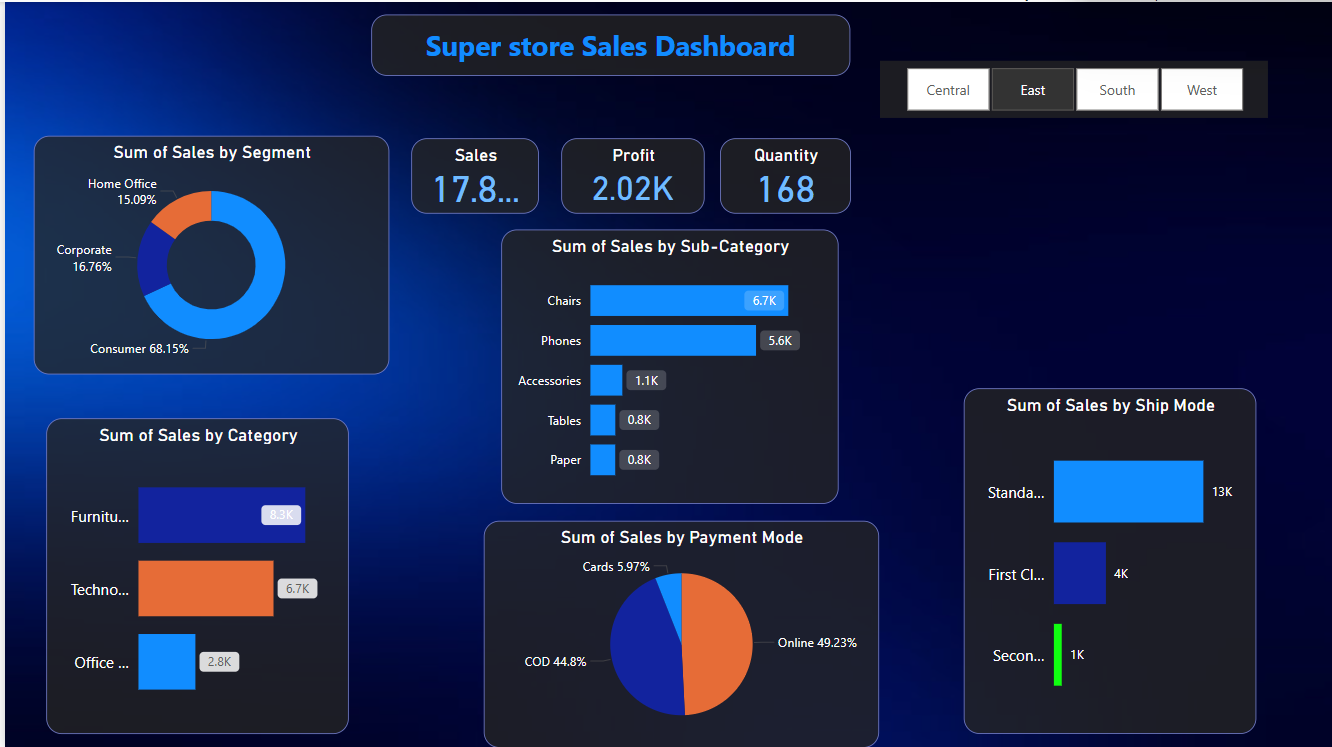 Super store Sales Dashboard
Central
East
South
West
Sum of Sales by Segment
Home Office
15.09%
Corporate
16.76%
Consumer 68.15%
Sales
17.8...
Profit
2.02K
Quantity
168
Sum of Sales by Sub-Category
Chairs
6.7K
Phones
5.6K
Accessories
1.1K
Tables
0.8K
Paper
0.8K
Sum of Sales by Category
Furnitu...
8.3K
Techno...
6.7K
Office ...
2.8K
Sum of Sales by Payment Mode
Cards 5.97%
Online 49.23%
COD 44.8%
Sum of Sales by Ship Mode
Standa...
13K
First Cl...
4K
Secon...
1K